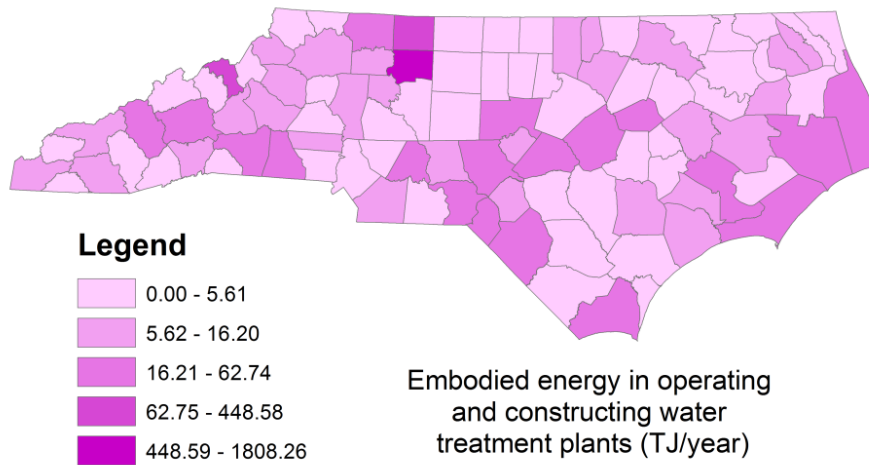 Legend
0.00 - 5.61
5.62 - 16.20
16.21 - 62.74
62.75 - 448.58
448.59 - 1808.26
Embodied energy in operating
and constructing water
treatment plants (TJ/year)